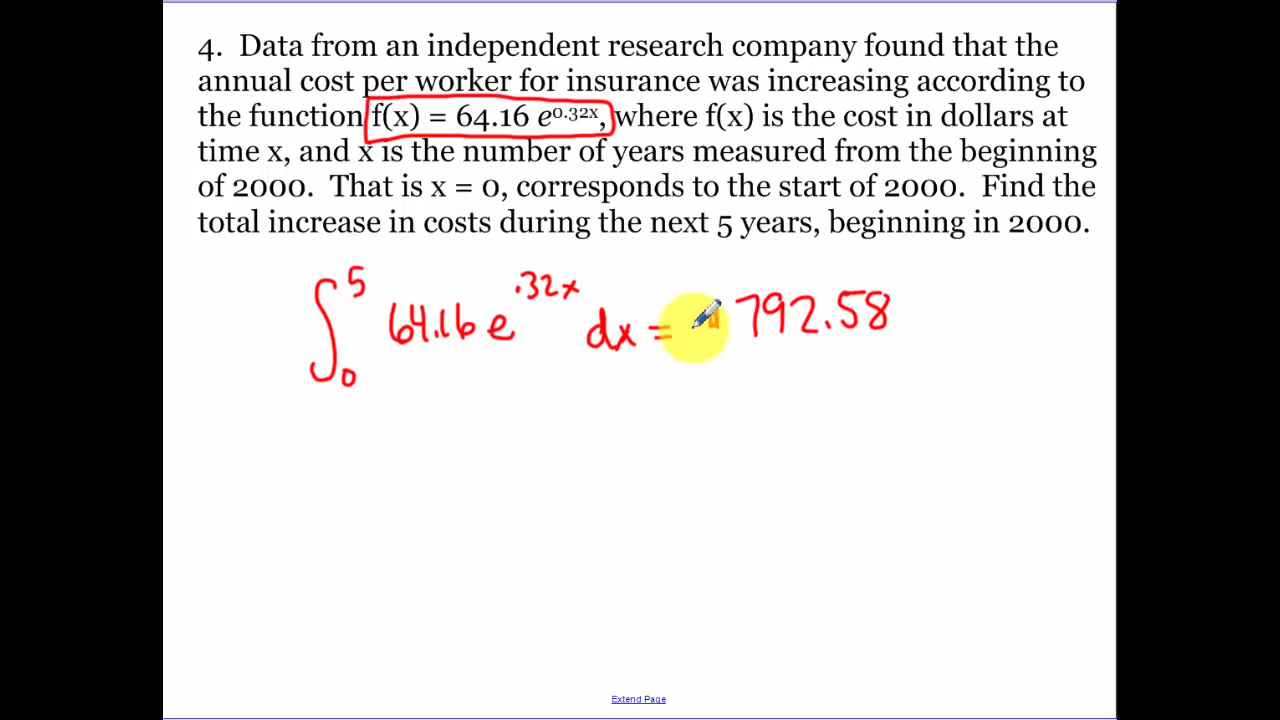 4. Data from an independent research company found that the
annual cost per worker for insurance was increasing according to
the function f(x) = 64.16 e^0.32x, where f(x) is the cost in dollars at
time x, and x is the number of years measured from the beginning
of 2000. That is x = 0, corresponds to the start of 2000. Find the
total increase in costs during the next 5 years, beginning in 2000.
∫_0^5 64.16 e^.32x dx = 792.58
Extend Page